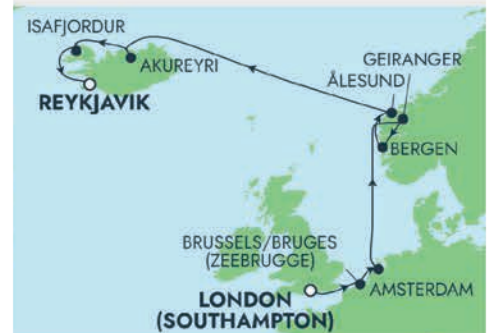 ISAFJORDUR
AKUREYRI
REYKJAVIK
GEIRANGER
ÅLESUND
BERGEN
BRUSSELS/BRUGES
(ZEEBRUGGE)
AMSTERDAM
LONDON
(SOUTHAMPTON)